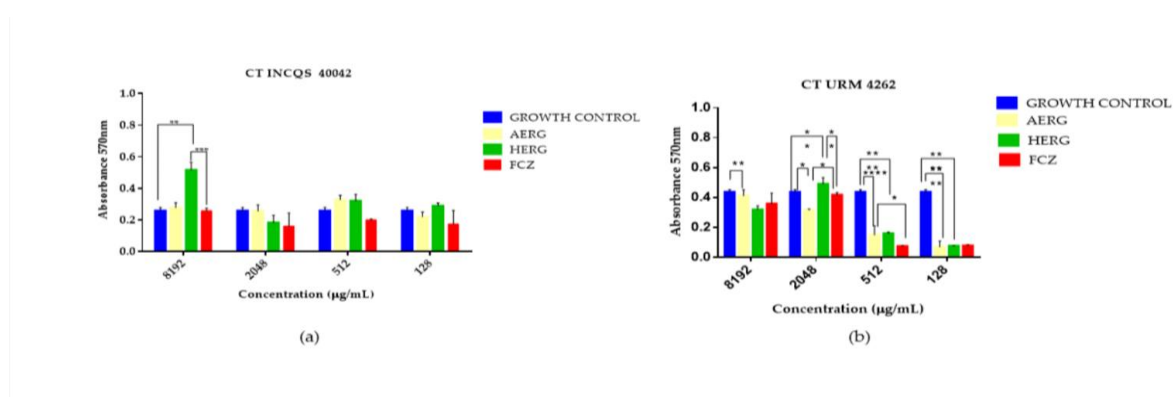 CT INCQS 40042
Absorbance 570nm
1.0
0.8
0.6
0.4
0.2
0.0
**
***
8192
2048
512
128
Concentration (µg/mL)
GROWTH CONTROL
AERG
HERG
FCZ
(a)
CT URM 4262
Absorbance 570nm
1.0
0.8
0.6
0.4
0.2
0.0
**
*
*
*
*
*
*
**
**
****
*
**
**
**
8192
2048
512
128
Concentration (µg/mL)
GROWTH CONTROL
AERG
HERG
FCZ
(b)